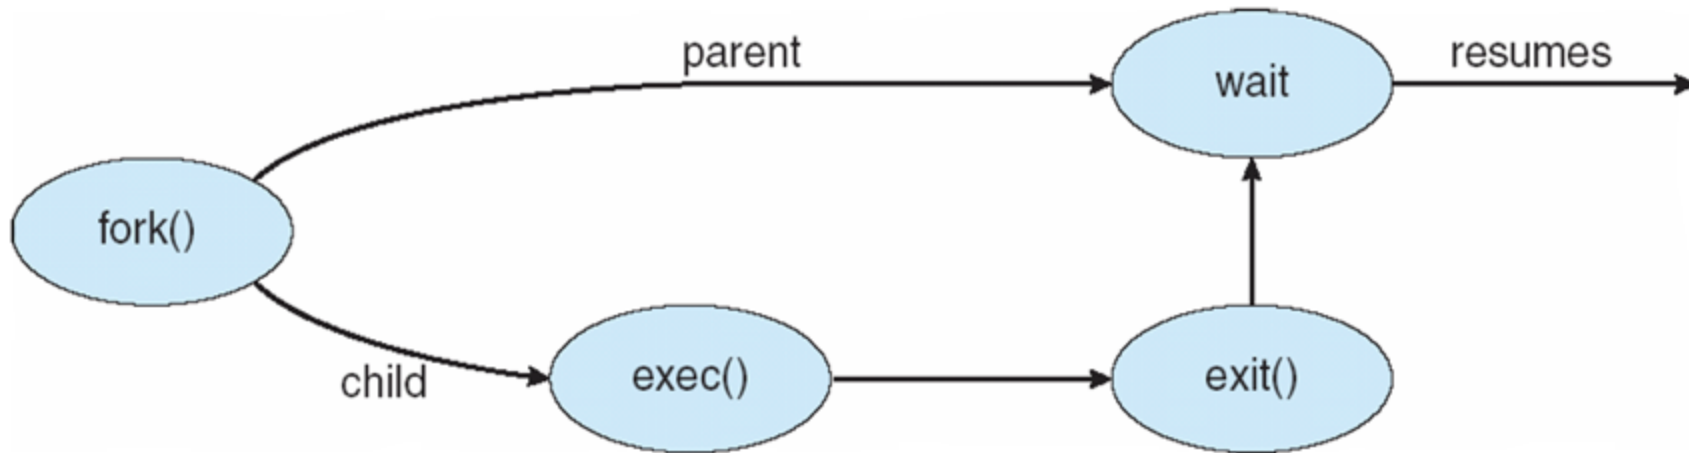 parent
wait
resumes
fork()
child
exec()
exit()